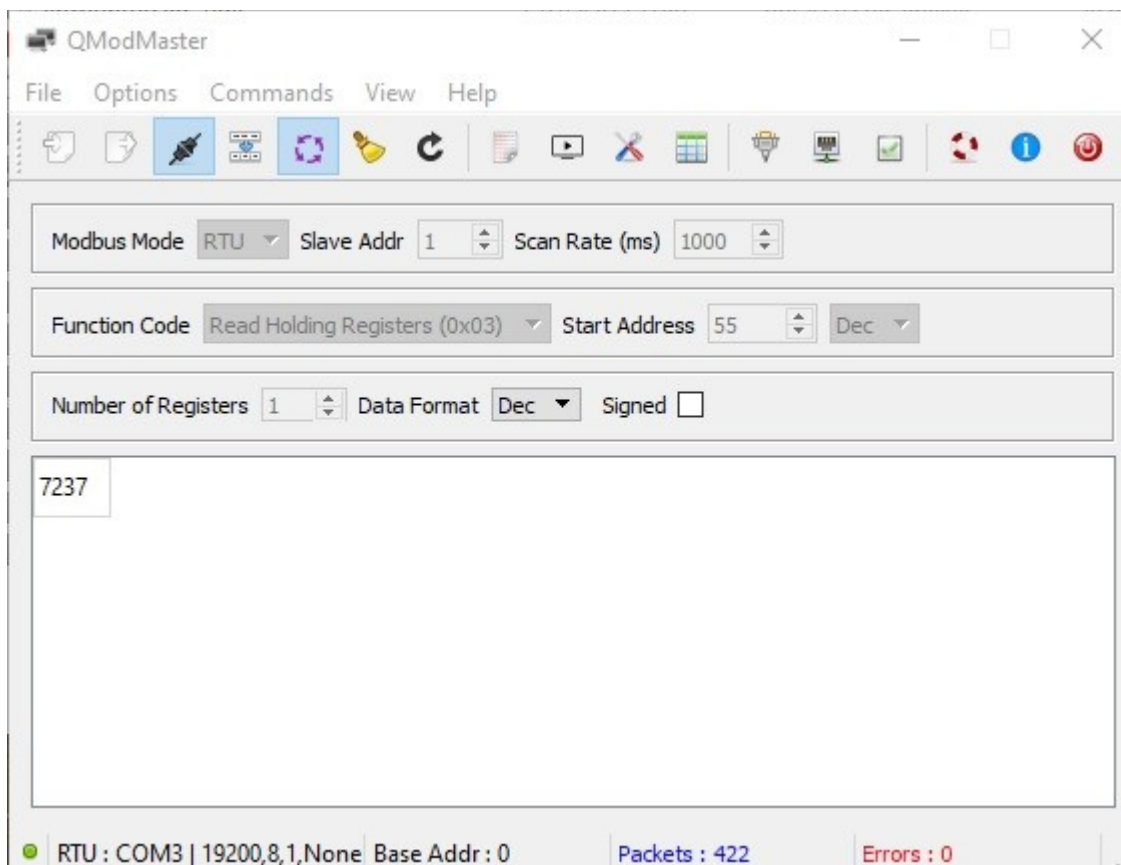 QModMaster
File Options Commands View Help
Modbus Mode RTU Slave Addr 1 Scan Rate (ms) 1000
Function Code Read Holding Registers (0x03) Start Address 55 Dec
Number of Registers 1 Data Format Dec Signed
7237
RTU : COM3 | 19200,8,1,None Base Addr : 0 Packets : 422 Errors : 0